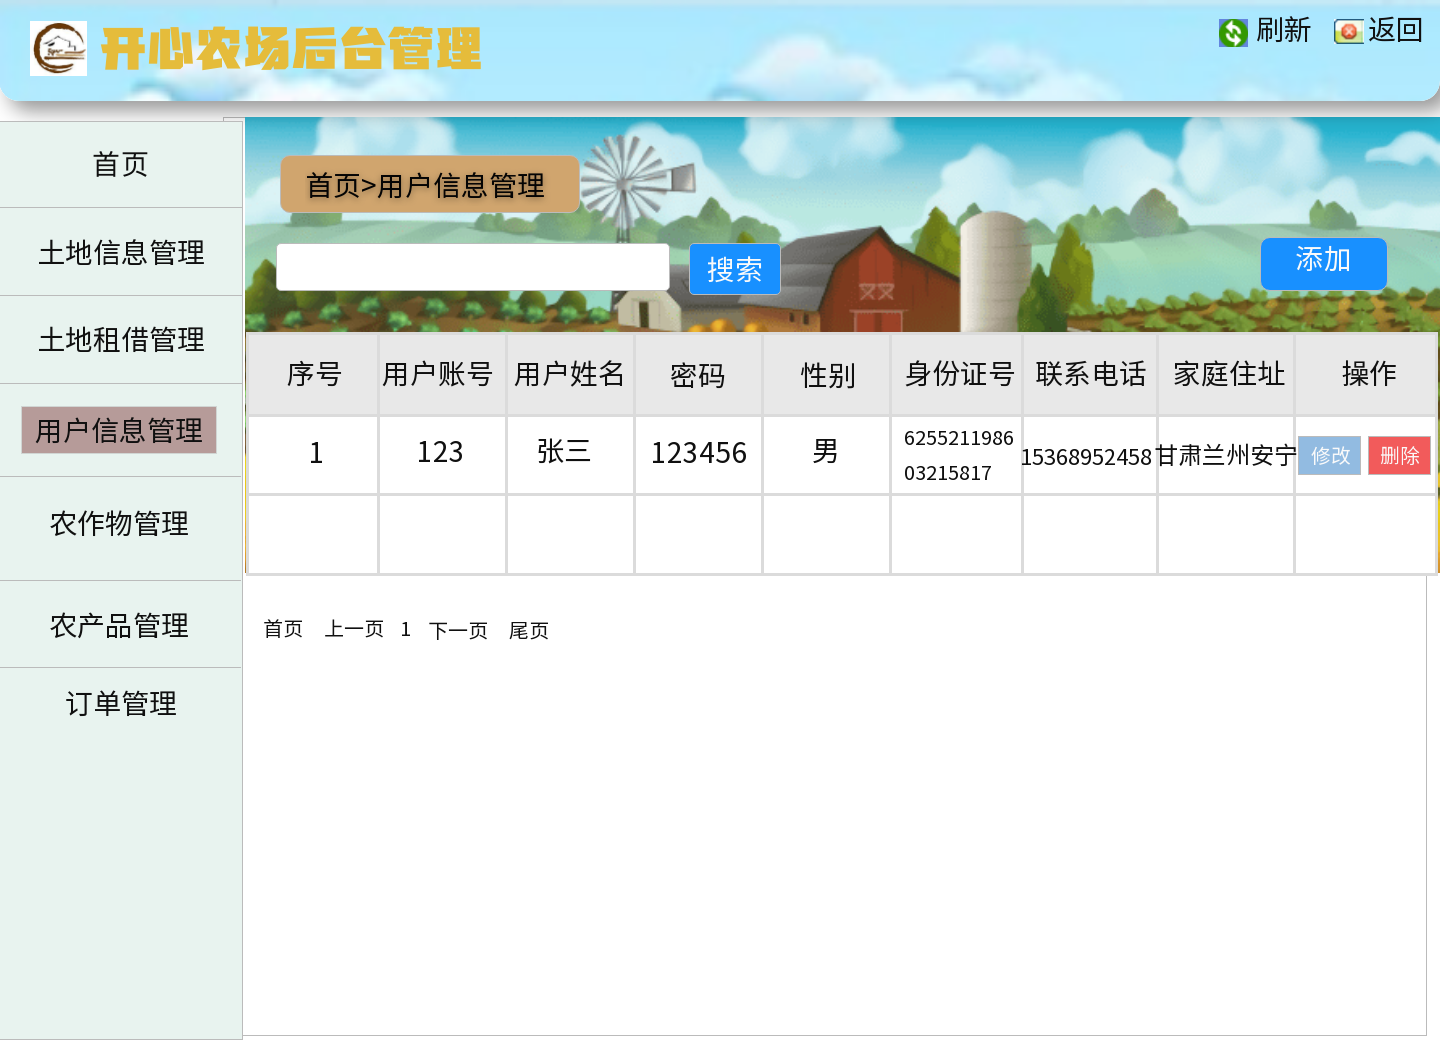 开心农场后台管理
刷新
返回
首页
土地信息管理
土地租借管理
用户信息管理
农作物管理
农产品管理
订单管理
首页>用户信息管理
搜索
添加
序号 用户账号 用户姓名 密码 性别 身份证号 联系电话 家庭住址 操作
1 123 张三 123456 男 6255211986
03215817 15368952458 甘肃兰州安宁 修改 删除
首页 上一页 1 下一页 尾页